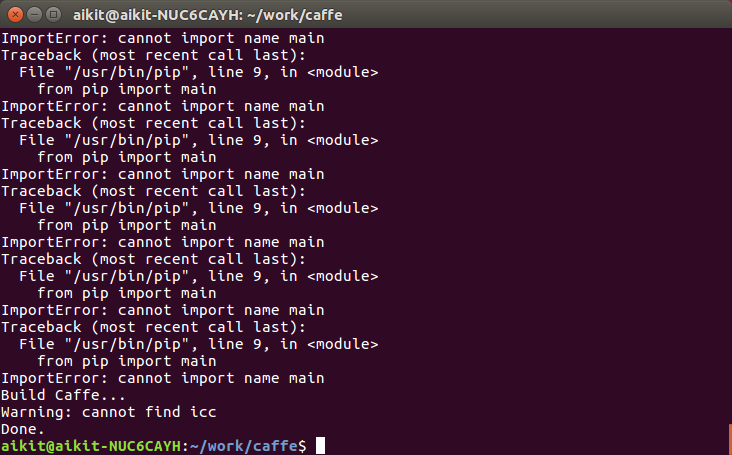 aikit@aikit-NUC6CAYH: ~/work/caffe
ImportError: cannot import name main
Traceback (most recent call last):
  File "/usr/bin/pip", line 9, in <module>
    from pip import main
ImportError: cannot import name main
Traceback (most recent call last):
  File "/usr/bin/pip", line 9, in <module>
    from pip import main
ImportError: cannot import name main
Traceback (most recent call last):
  File "/usr/bin/pip", line 9, in <module>
    from pip import main
ImportError: cannot import name main
Traceback (most recent call last):
  File "/usr/bin/pip", line 9, in <module>
    from pip import main
ImportError: cannot import name main
Traceback (most recent call last):
  File "/usr/bin/pip", line 9, in <module>
    from pip import main
ImportError: cannot import name main
Build Caffe...
Warning: cannot find icc
Done.
aikit@aikit-NUC6CAYH:~/work/caffe$